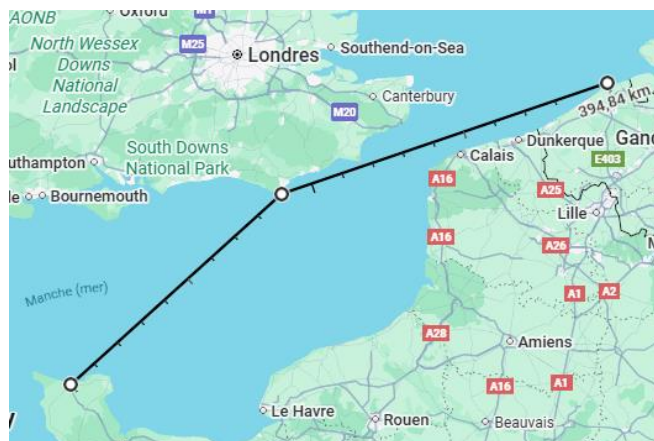 AONB
Oxford
M1
North Wessex
Downs
National
Landscape
M25
Londres
Southend-on-Sea
M20
Canterbury
394,84 km
South Downs
National Park
uthampton
Bournemouth
Calais
Dunkerque
Gand
E403
A16
A25
Lille
A16
A26
A1
A2
Manche (mer)
A28
Amiens
A16
A1
Le Havre
Rouen
Beauvais